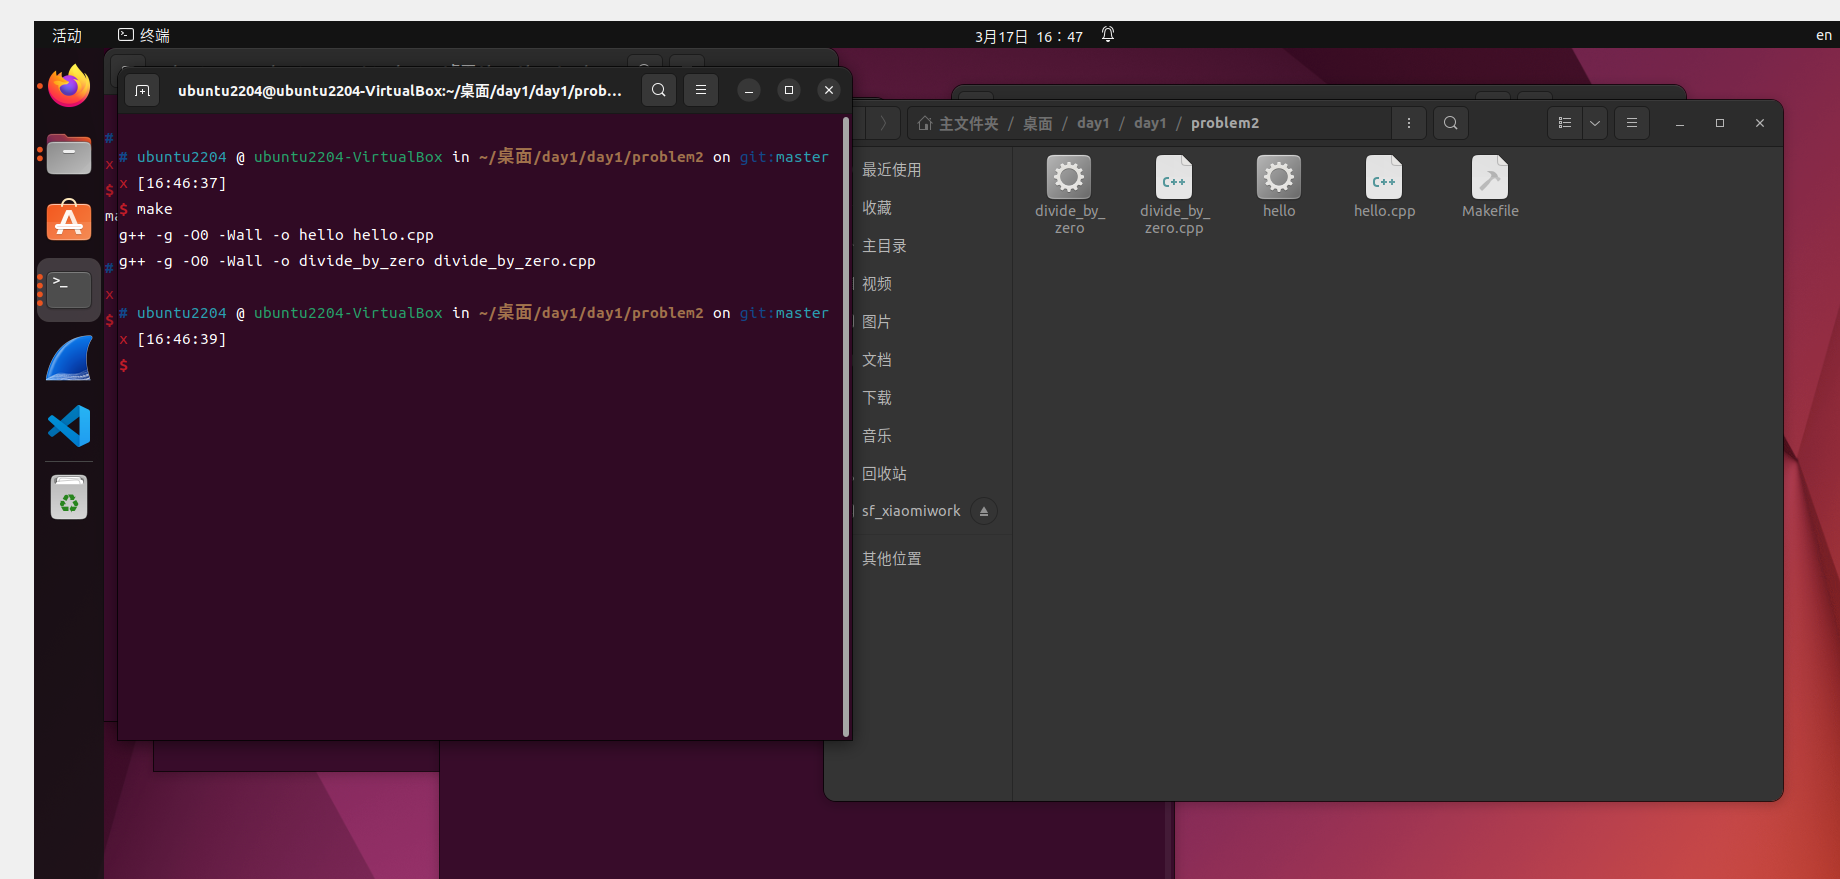 活动
终端
3月17日 16：47
en
ubuntu2204@ubuntu2204-VirtualBox:~/桌面/day1/day1/prob...
# ubuntu2204 @ ubuntu2204-VirtualBox in ~/桌面/day1/day1/problem2 on git:master
x [16:46:37]
$ make
g++ -g -O0 -Wall -o hello hello.cpp
g++ -g -O0 -Wall -o divide_by_zero divide_by_zero.cpp
# ubuntu2204 @ ubuntu2204-VirtualBox in ~/桌面/day1/day1/problem2 on git:master
x [16:46:39]
$
#
x
$
ma
#
x
$
主文件夹 / 桌面 / day1 / day1 / problem2
最近使用
收藏
主目录
视频
图片
文档
下载
音乐
回收站
sf_xiaomiwork
其他位置
C++
C++
divide_by_
zero
divide_by_
zero.cpp
hello
hello.cpp
Makefile